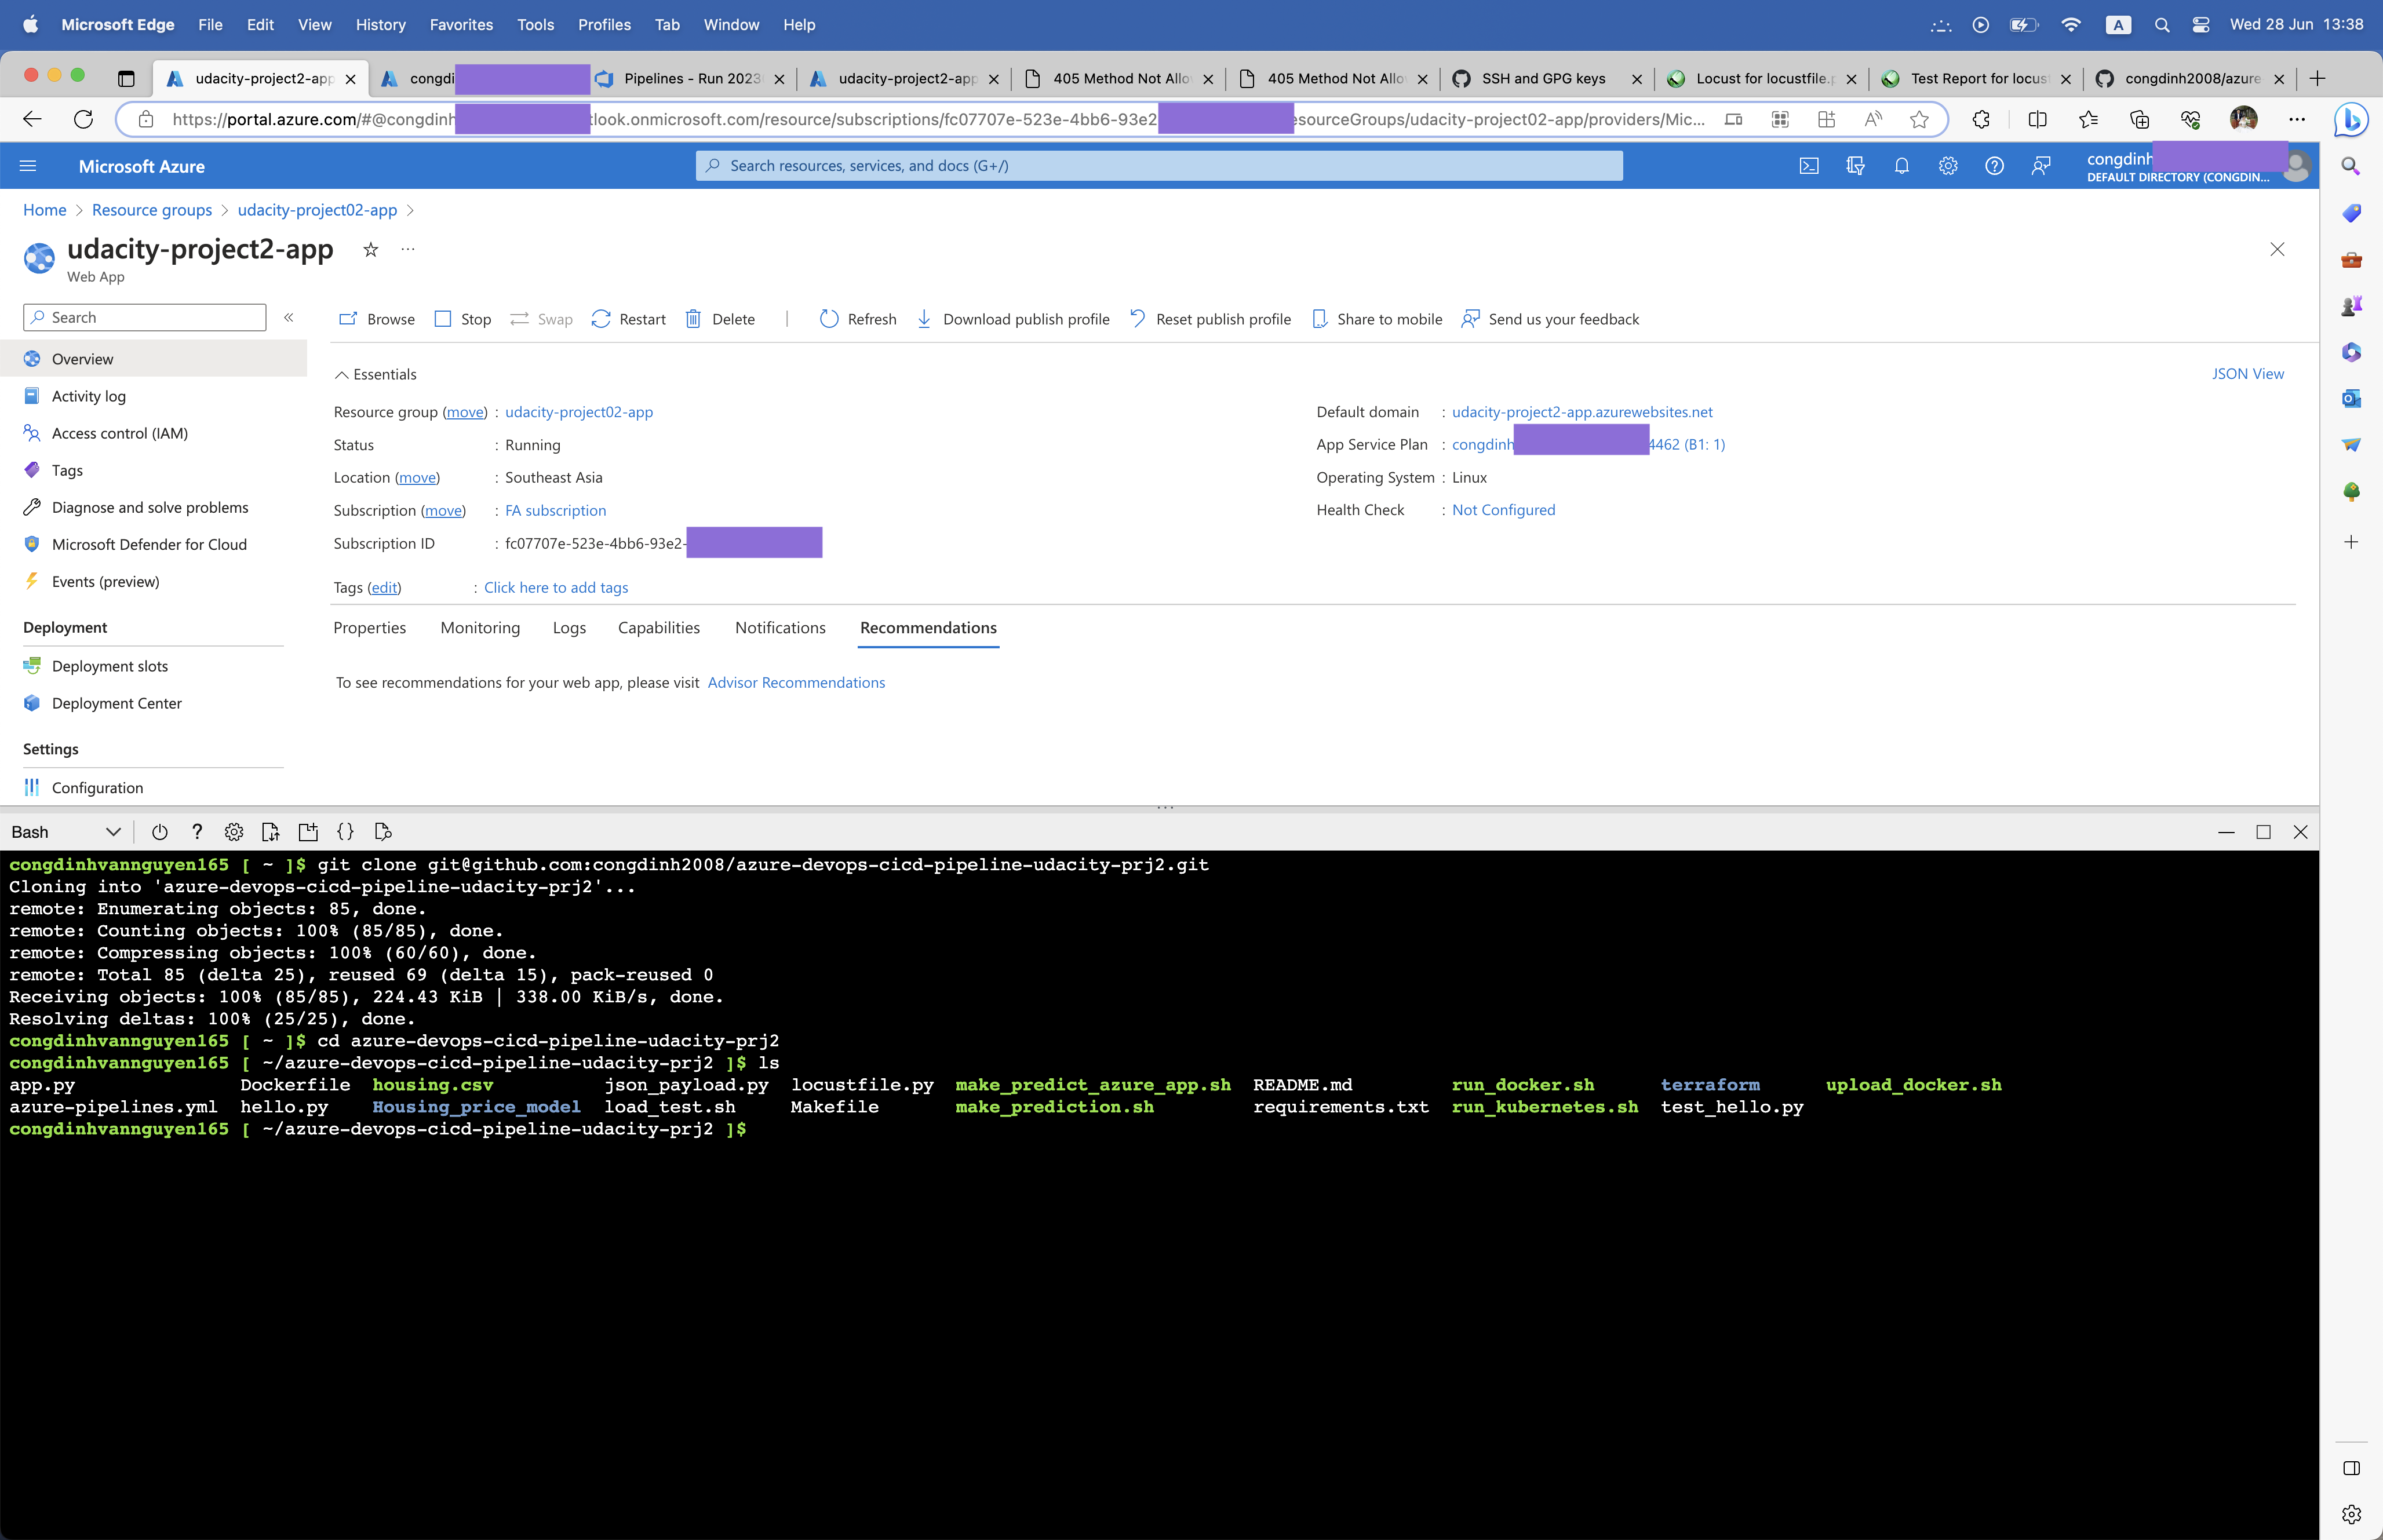 Microsoft Edge File Edit View History Favorites Tools Profiles Tab Window Help
A Wed 28 Jun 13:38
udacity-project2-app congdi Pipelines - Run 2023 udacity-project2-app 405 Method Not Allo 405 Method Not Allo SSH and GPG keys Locust for locustfile.p Test Report for locust congdinh2008/azure
https://portal.azure.com/#@congdinh look.onmicrosoft.com/resource/subscriptions/fc07707e-523e-4bb6-93e2 esourceGroups/udacity-project02-app/providers/Mic...
Microsoft Azure
Search resources, services, and docs (G+/)
congdinh
DEFAULT DIRECTORY (CONGDIN...
Home > Resource groups > udacity-project02-app >
udacity-project2-app
Web App
Search
Browse Stop Swap Restart Delete Refresh Download publish profile Reset publish profile Share to mobile Send us your feedback
Overview
Activity log
Access control (IAM)
Tags
Diagnose and solve problems
Microsoft Defender for Cloud
Events (preview)
Deployment
Deployment slots
Deployment Center
Settings
Configuration
Essentials
JSON View
Resource group (move) : udacity-project02-app
Status : Running
Location (move) : Southeast Asia
Subscription (move) : FA subscription
Subscription ID : fc07707e-523e-4bb6-93e2-
Default domain : udacity-project2-app.azurewebsites.net
App Service Plan : congdinh 4462 (B1: 1)
Operating System : Linux
Health Check : Not Configured
Tags (edit) : Click here to add tags
Properties Monitoring Logs Capabilities Notifications Recommendations
To see recommendations for your web app, please visit Advisor Recommendations
Bash
congdinhvannguyen165 [ ~ ]$ git clone git@github.com:congdinh2008/azure-devops-cicd-pipeline-udacity-prj2.git
Cloning into 'azure-devops-cicd-pipeline-udacity-prj2'...
remote: Enumerating objects: 85, done.
remote: Counting objects: 100% (85/85), done.
remote: Compressing objects: 100% (60/60), done.
remote: Total 85 (delta 25), reused 69 (delta 15), pack-reused 0
Receiving objects: 100% (85/85), 224.43 KiB | 338.00 KiB/s, done.
Resolving deltas: 100% (25/25), done.
congdinhvannguyen165 [ ~ ]$ cd azure-devops-cicd-pipeline-udacity-prj2
congdinhvannguyen165 [ ~/azure-devops-cicd-pipeline-udacity-prj2 ]$ ls
app.py Dockerfile housing.csv json_payload.py locustfile.py make_predict_azure_app.sh README.md run_docker.sh terraform upload_docker.sh
azure-pipelines.yml hello.py Housing_price_model load_test.sh Makefile make_prediction.sh requirements.txt run_kubernetes.sh test_hello.py
congdinhvannguyen165 [ ~/azure-devops-cicd-pipeline-udacity-prj2 ]$